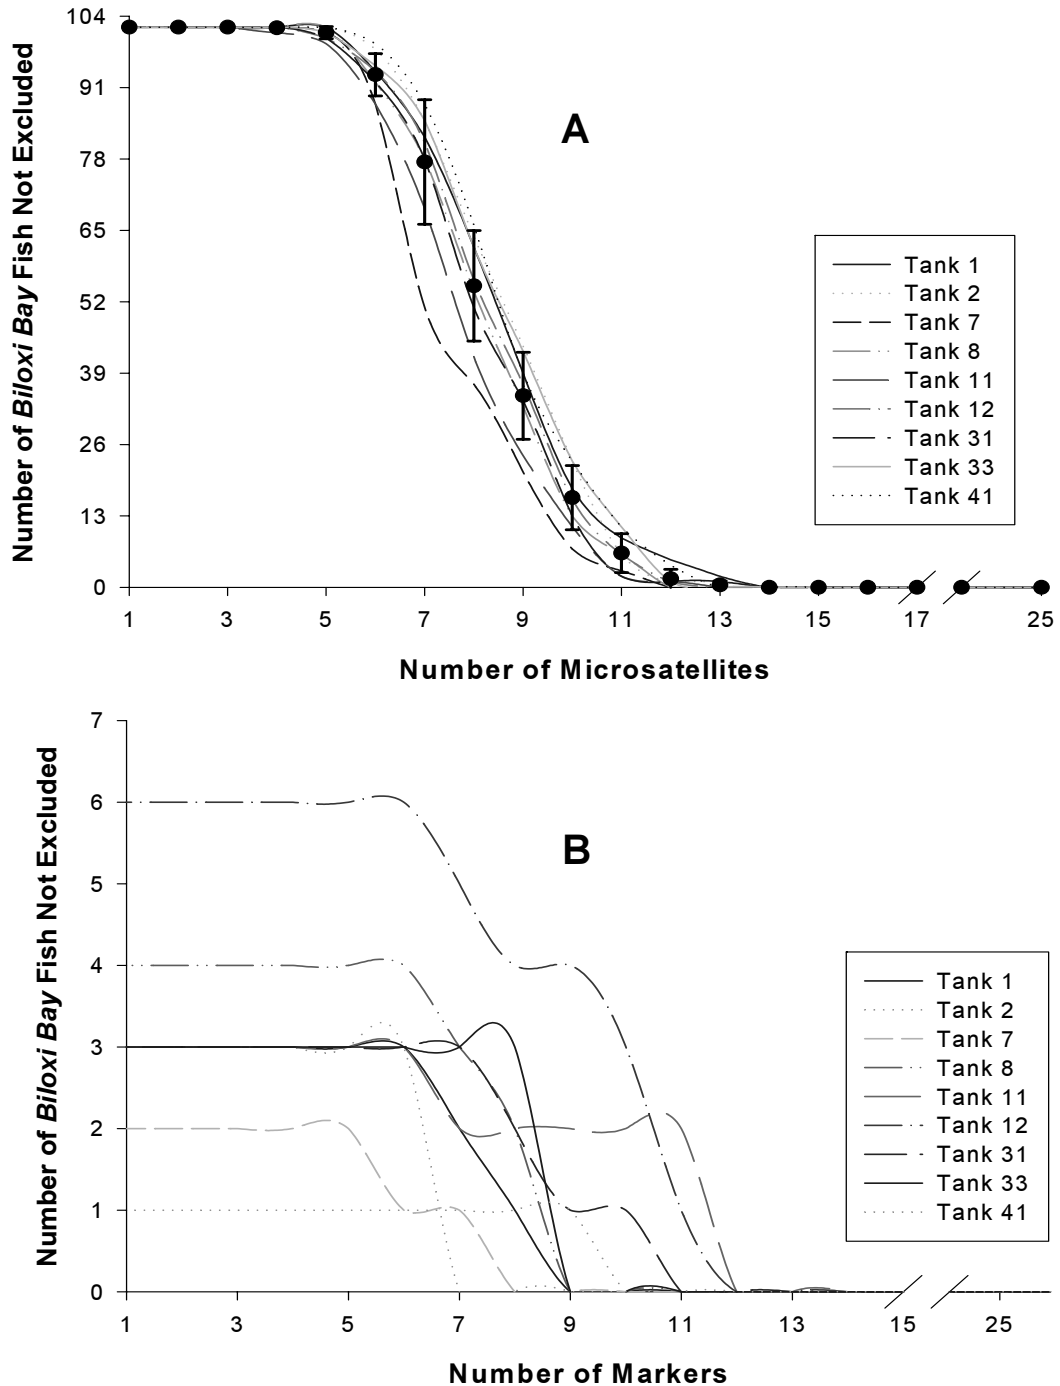 104
91
78
65
52
39
26
13
0
Number of Biloxi Bay Fish Not Excluded
A
Tank 1
Tank 2
Tank 7
Tank 8
Tank 11
Tank 12
Tank 31
Tank 33
Tank 41
1 3 5 7 9 11 13 15 17 25
Number of Microsatellites
7
6
5
4
3
2
1
0
Number of Biloxi Bay Fish Not Excluded
B
Tank 1
Tank 2
Tank 7
Tank 8
Tank 11
Tank 12
Tank 31
Tank 33
Tank 41
1 3 5 7 9 11 13 15 25
Number of Markers